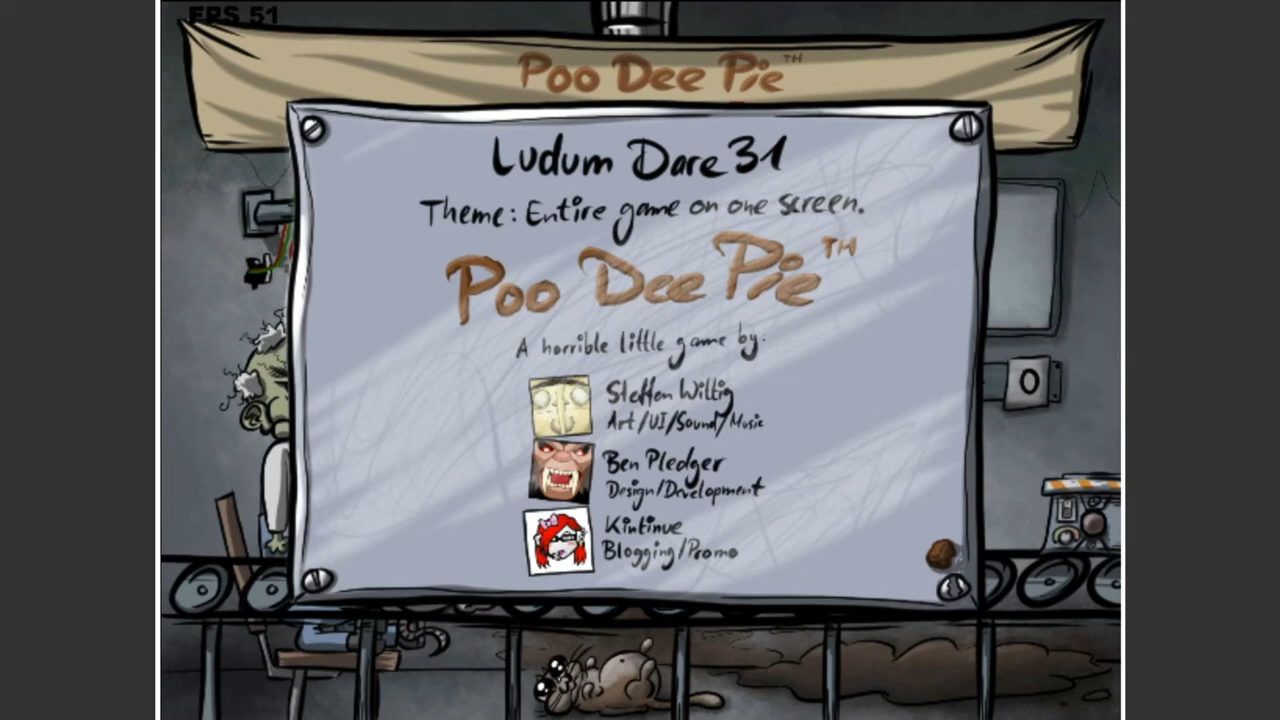 FPS 51
Poo Dee Pie™
Ludum Dare 31
Theme: Entire game on one screen.
Poo Dee Pie™
A horrible little game by:
Steffen Wittig
Art/UI/Sound/Music
Ben Pledger
Design/Development
Kintinue
Blogging/Promo
0